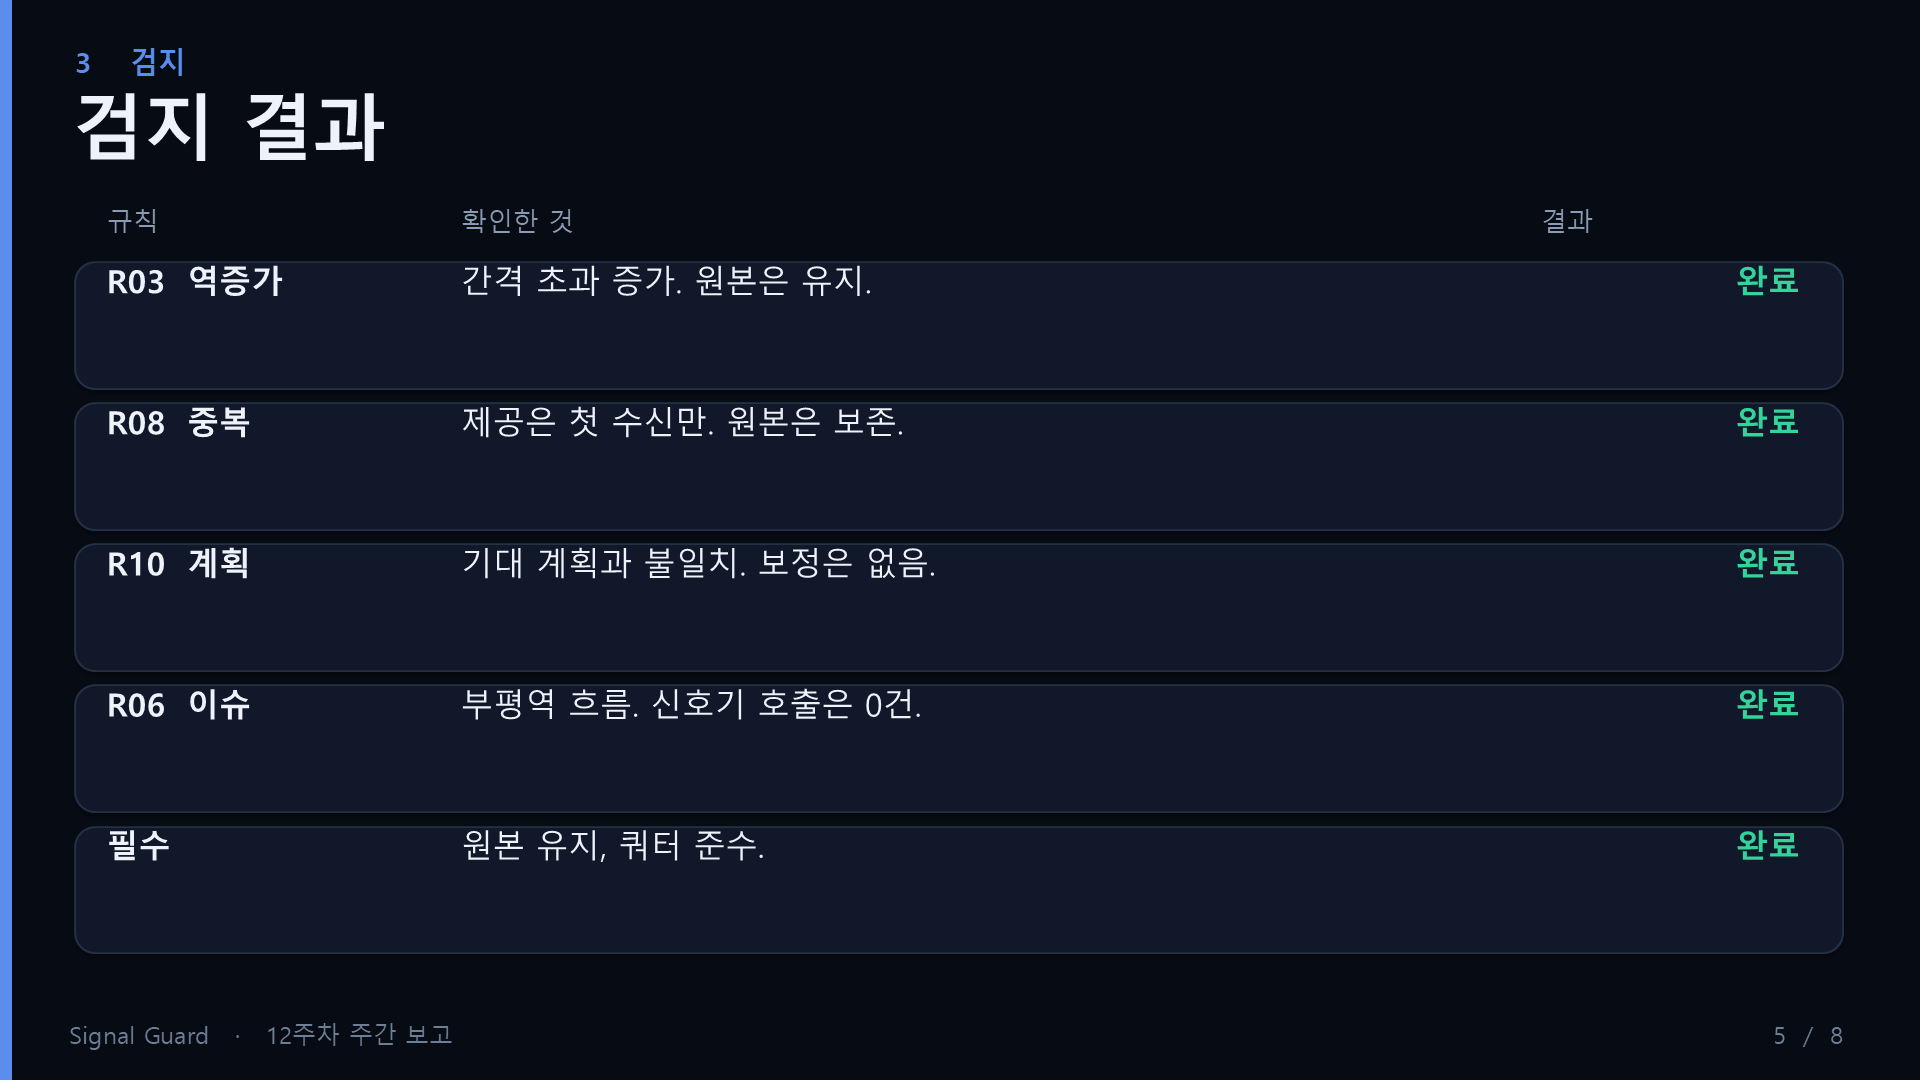 3 검지
검지 결과
규칙 확인한 것 결과
R03 역증가 간격 초과 증가. 원본은 유지. 완료
R08 중복 제공은 첫 수신만. 원본은 보존. 완료
R10 계획 기대 계획과 불일치. 보정은 없음. 완료
R06 이슈 부평역 흐름. 신호기 호출은 0건. 완료
필수 원본 유지, 쿼터 준수. 완료
Signal Guard · 12주차 주간 보고 5 / 8